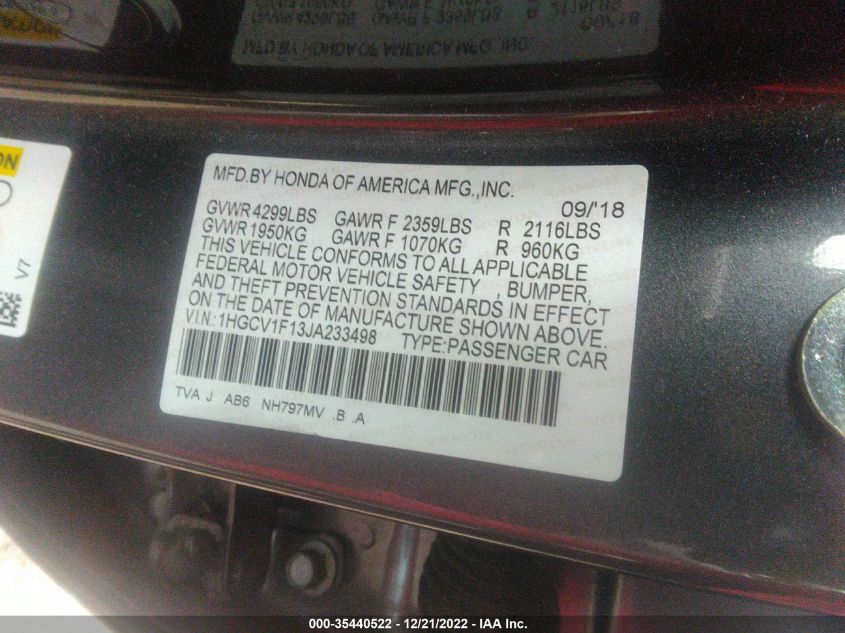 MFD.BY HONDA OF AMERICA MFG.,INC.
09/'18
GVWR 4299LBS GAWR F 2359LBS R 2116LBS
GVWR 1950KG GAWR F 1070KG R 960KG
THIS VEHICLE CONFORMS TO ALL APPLICABLE
FEDERAL MOTOR VEHICLE SAFETY , BUMPER,
AND THEFT PREVENTION STANDARDS IN EFFECT
ON THE DATE OF MANUFACTURE SHOWN ABOVE.
V.I.N.:1HGCV1F13JA233498 TYPE:PASSENGER CAR
TVA J AB6 NH797MV .B .A
V7
000-35440522 - 12/21/2022 - IAA Inc.